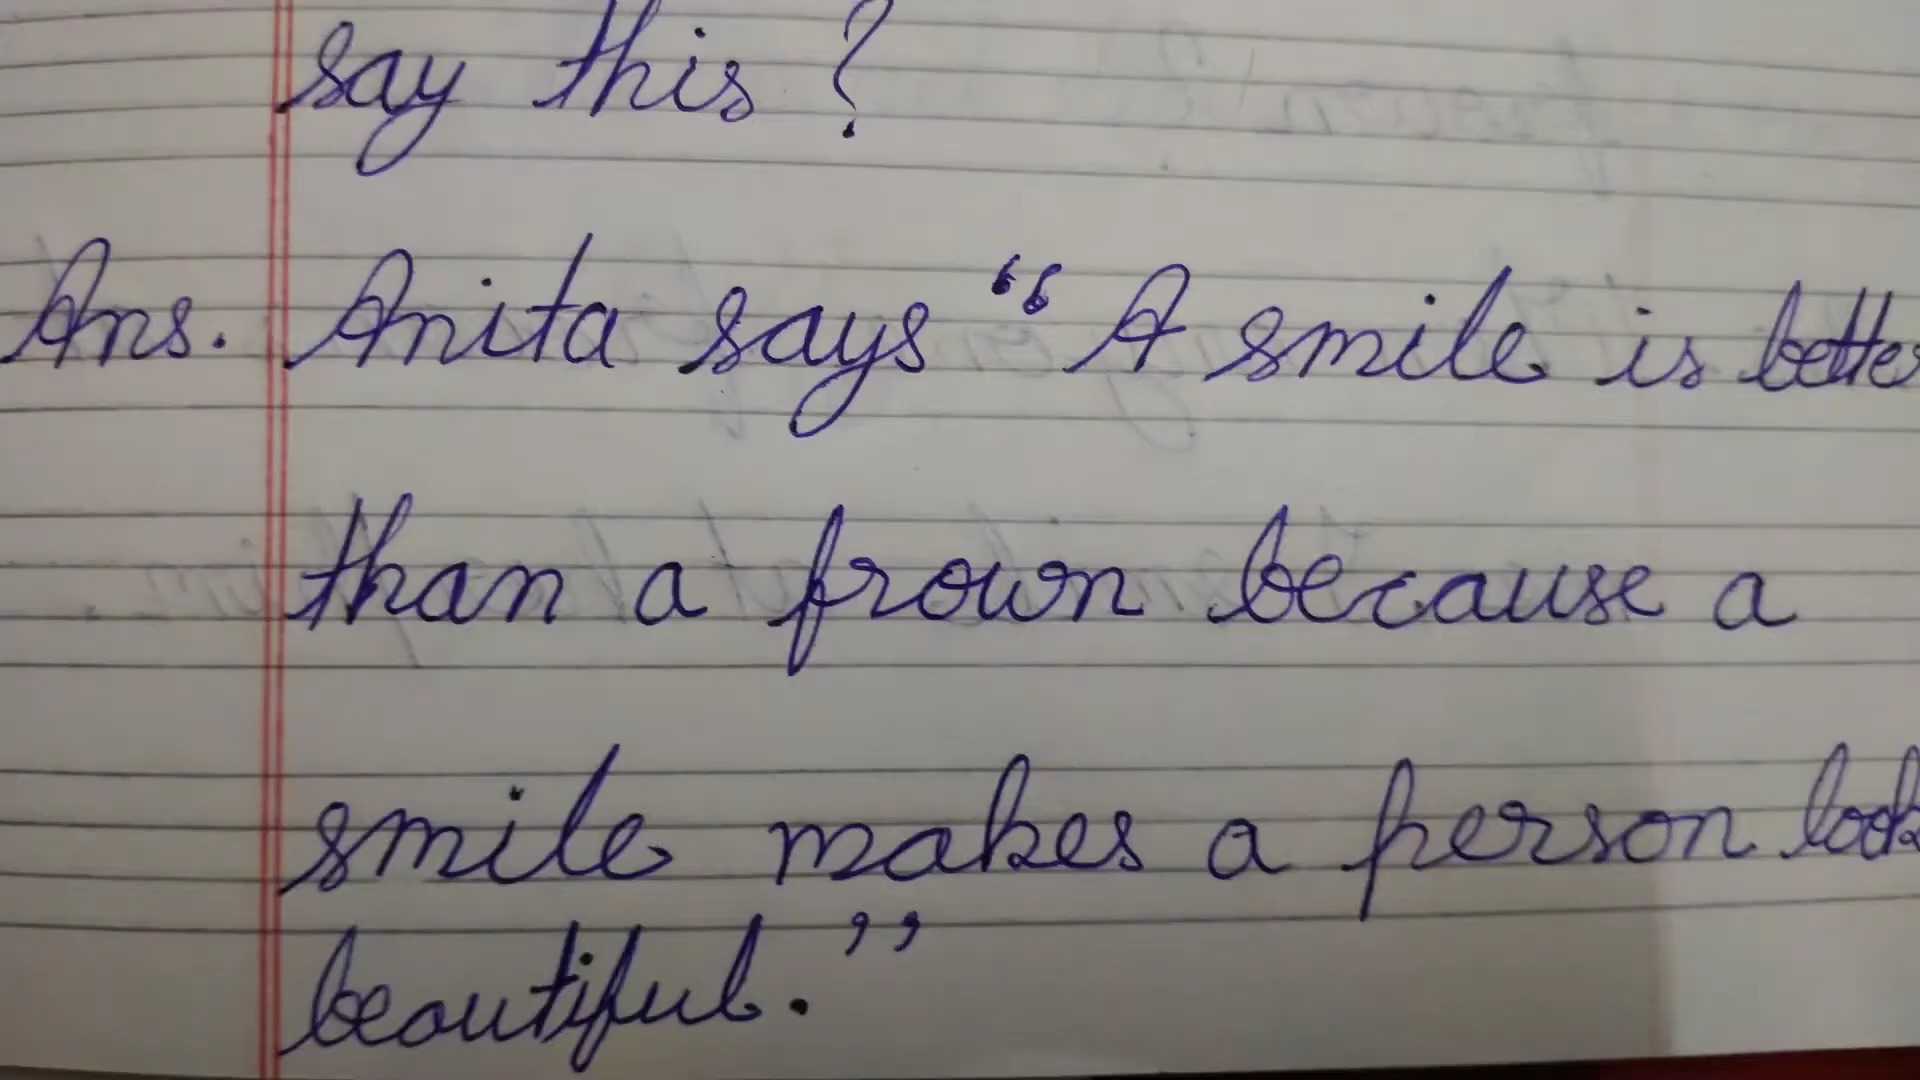 say this?
Ans. Anita says “A smile is better
than a frown because a
smile makes a person look
beautiful.”